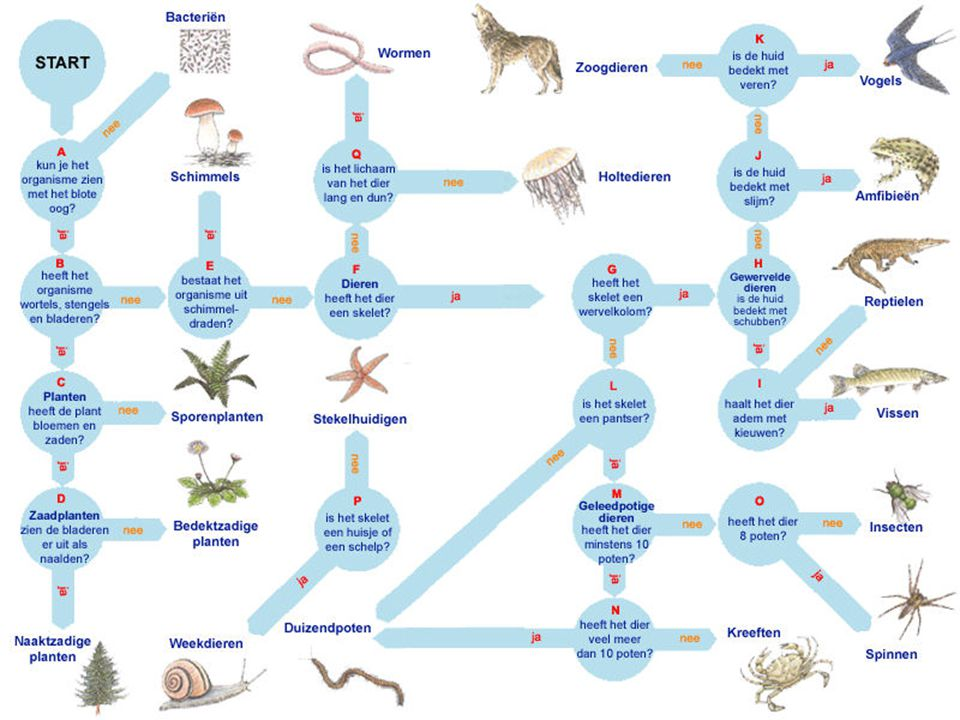 START
Bacteriën
nee
A
kun je het
organisme zien
met het blote
oog?
ja
B
heeft het
organisme
wortels, stengels
en bladeren?
nee
ja
C
Planten
heeft de plant
bloemen en
zaden?
nee
Sporenplanten
ja
D
Zaadplanten
zien de bladeren
er uit als
naalden?
nee
Bedektzadige
planten
ja
Naaktzadige
planten
Schimmels
ja
E
bestaat het
organisme uit
schimmel-
draden?
nee
F
Dieren
heeft het dier
een skelet?
ja
nee
Q
is het lichaam
van het dier
lang en dun?
nee
Holtedieren
ja
Wormen
G
heeft het
skelet een
wervelkolom?
ja
nee
H
Gewervelde
dieren
is de huid
bedekt met
schubben?
nee
ja
I
haalt het dier
adem met
kieuwen?
nee
Reptielen
ja
Vissen
J
is de huid
bedekt met
slijm?
ja
Amfibieën
nee
K
is de huid
bedekt met
veren?
ja
Vogels
nee
Zoogdieren
L
is het skelet
een pantser?
nee
ja
M
Geleedpotige
dieren
heeft het dier
minstens 10
poten?
nee
ja
O
heeft het dier
8 poten?
nee
Insecten
ja
Spinnen
N
heeft het dier
veel meer
dan 10 poten?
nee
Kreeften
ja
Duizendpoten
P
is het skelet
een huisje of
een schelp?
nee
Stekelhuidigen
ja
Weekdieren